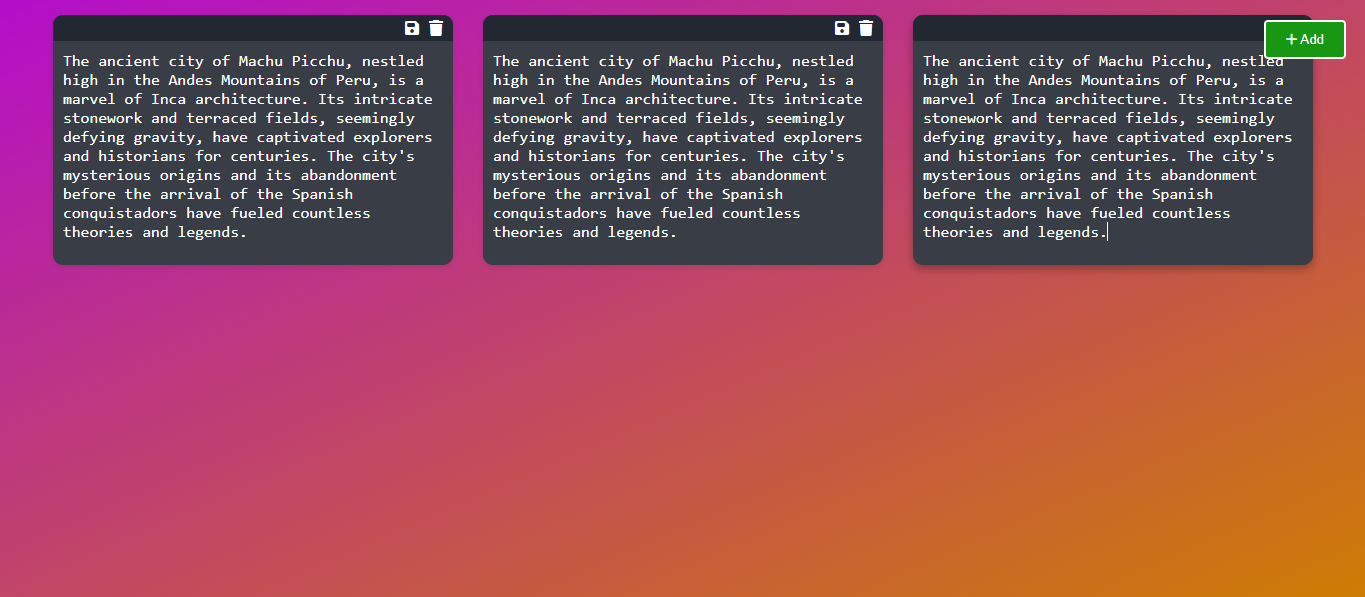 The ancient city of Machu Picchu, nestled
high in the Andes Mountains of Peru, is a
marvel of Inca architecture. Its intricate
stonework and terraced fields, seemingly
defying gravity, have captivated explorers
and historians for centuries. The city's
mysterious origins and its abandonment
before the arrival of the Spanish
conquistadors have fueled countless
theories and legends.
The ancient city of Machu Picchu, nestled
high in the Andes Mountains of Peru, is a
marvel of Inca architecture. Its intricate
stonework and terraced fields, seemingly
defying gravity, have captivated explorers
and historians for centuries. The city's
mysterious origins and its abandonment
before the arrival of the Spanish
conquistadors have fueled countless
theories and legends.
+ Add
The ancient city of Machu Picchu, nestled
high in the Andes Mountains of Peru, is a
marvel of Inca architecture. Its intricate
stonework and terraced fields, seemingly
defying gravity, have captivated explorers
and historians for centuries. The city's
mysterious origins and its abandonment
before the arrival of the Spanish
conquistadors have fueled countless
theories and legends.